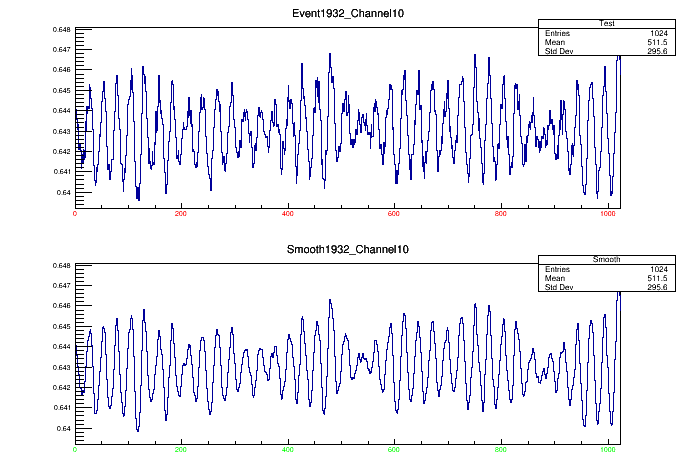 Event1932_Channel10
Test
Entries 1024
Mean 511.5
Std Dev 295.6
0.648
0.647
0.646
0.645
0.644
0.643
0.642
0.641
0.64
0 200 400 600 800 1000
Smooth1932_Channel10
Smooth
Entries 1024
Mean 511.5
Std Dev 295.6
0.648
0.647
0.646
0.645
0.644
0.643
0.642
0.641
0.64
0 200 400 600 800 1000